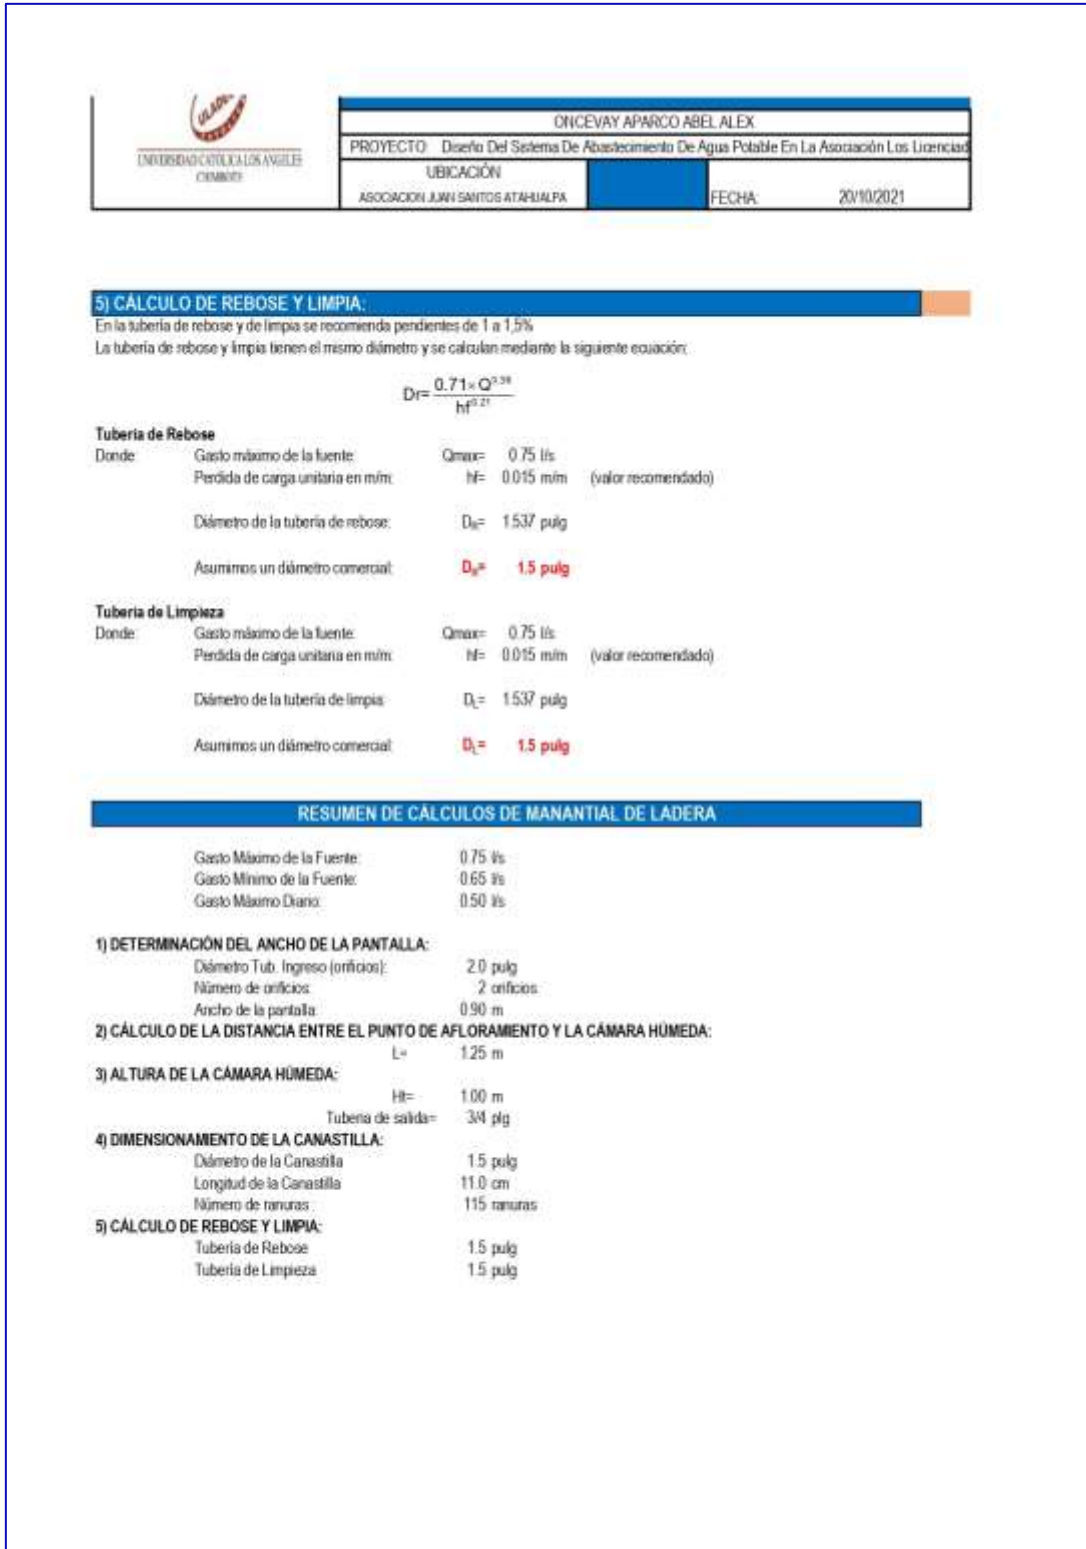 ULADECH
UNIVERSIDAD CATÓLICA LOS ÁNGELES
CHIMBOTE
ONCEVAY APARCO ABEL ALEX
PROYECTO: Diseño Del Sistema De Abastecimiento De Agua Potable En La Asociación Los Licenciad
UBICACIÓN
ASOCIACION JUAN SANTOS ATAHUALPA
FECHA: 20/10/2021
5) CÁLCULO DE REBOSE Y LIMPIA:
En la tubería de rebose y de limpia se recomienda pendientes de 1 a 1,5%
La tubería de rebose y limpia tienen el mismo diámetro y se calculan mediante la siguiente ecuación:
Dr= 0.71×Q^0.38 / hf^0.21
Tubería de Rebose
Donde: Gasto máximo de la fuente: Qmax= 0.75 l/s
Perdida de carga unitaria en m/m: hf= 0.015 m/m (valor recomendado)
Diámetro de la tubería de rebose: DR= 1.537 pulg
Asumimos un diámetro comercial: DR= 1.5 pulg
Tubería de Limpieza
Donde: Gasto máximo de la fuente: Qmax= 0.75 l/s
Perdida de carga unitaria en m/m: hf= 0.015 m/m (valor recomendado)
Diámetro de la tubería de limpia: DL= 1.537 pulg
Asumimos un diámetro comercial: DL= 1.5 pulg
RESUMEN DE CÁLCULOS DE MANANTIAL DE LADERA
Gasto Máximo de la Fuente: 0.75 l/s
Gasto Mínimo de la Fuente: 0.65 l/s
Gasto Máximo Diario: 0.50 l/s
1) DETERMINACIÓN DEL ANCHO DE LA PANTALLA:
Diámetro Tub. Ingreso (orificios): 2.0 pulg
Número de orificios: 2 orificios
Ancho de la pantalla: 0.90 m
2) CÁLCULO DE LA DISTANCIA ENTRE EL PUNTO DE AFLORAMIENTO Y LA CÁMARA HÚMEDA:
L= 1.25 m
3) ALTURA DE LA CÁMARA HÚMEDA:
Ht= 1.00 m
Tuberia de salida= 3/4 plg
4) DIMENSIONAMIENTO DE LA CANASTILLA:
Diámetro de la Canastilla 1.5 pulg
Longitud de la Canastilla 11.0 cm
Número de ranuras : 115 ranuras
5) CÁLCULO DE REBOSE Y LIMPIA:
Tubería de Rebose 1.5 pulg
Tubería de Limpieza 1.5 pulg